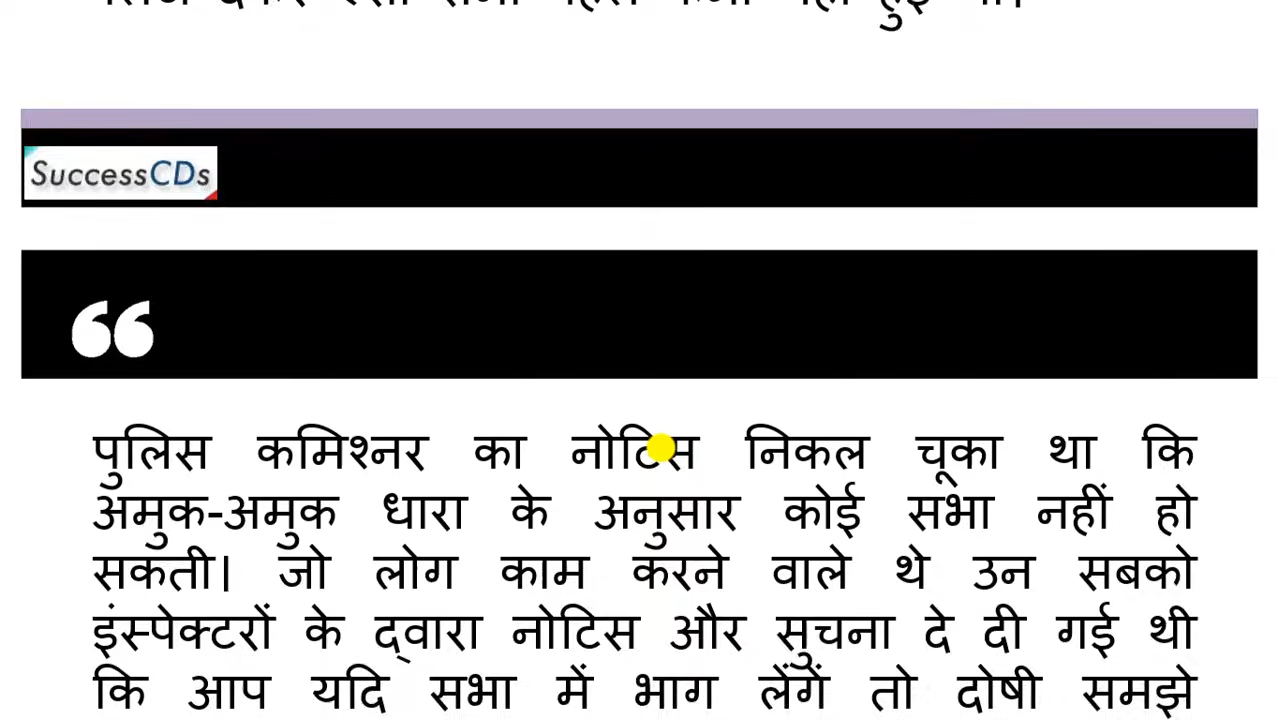 हुई
SuccessCDs
“
पुलिस कमिश्नर का नोटिस निकल चूका था कि
अमुक-अमुक धारा के अनुसार कोई सभा नहीं हो
सकती। जो लोग काम करने वाले थे उन सबको
इंस्पेक्टरों के द्वारा नोटिस और सुचना दे दी गई थी
कि आप यदि सभा में भाग लेंगें तो दोषी समझे